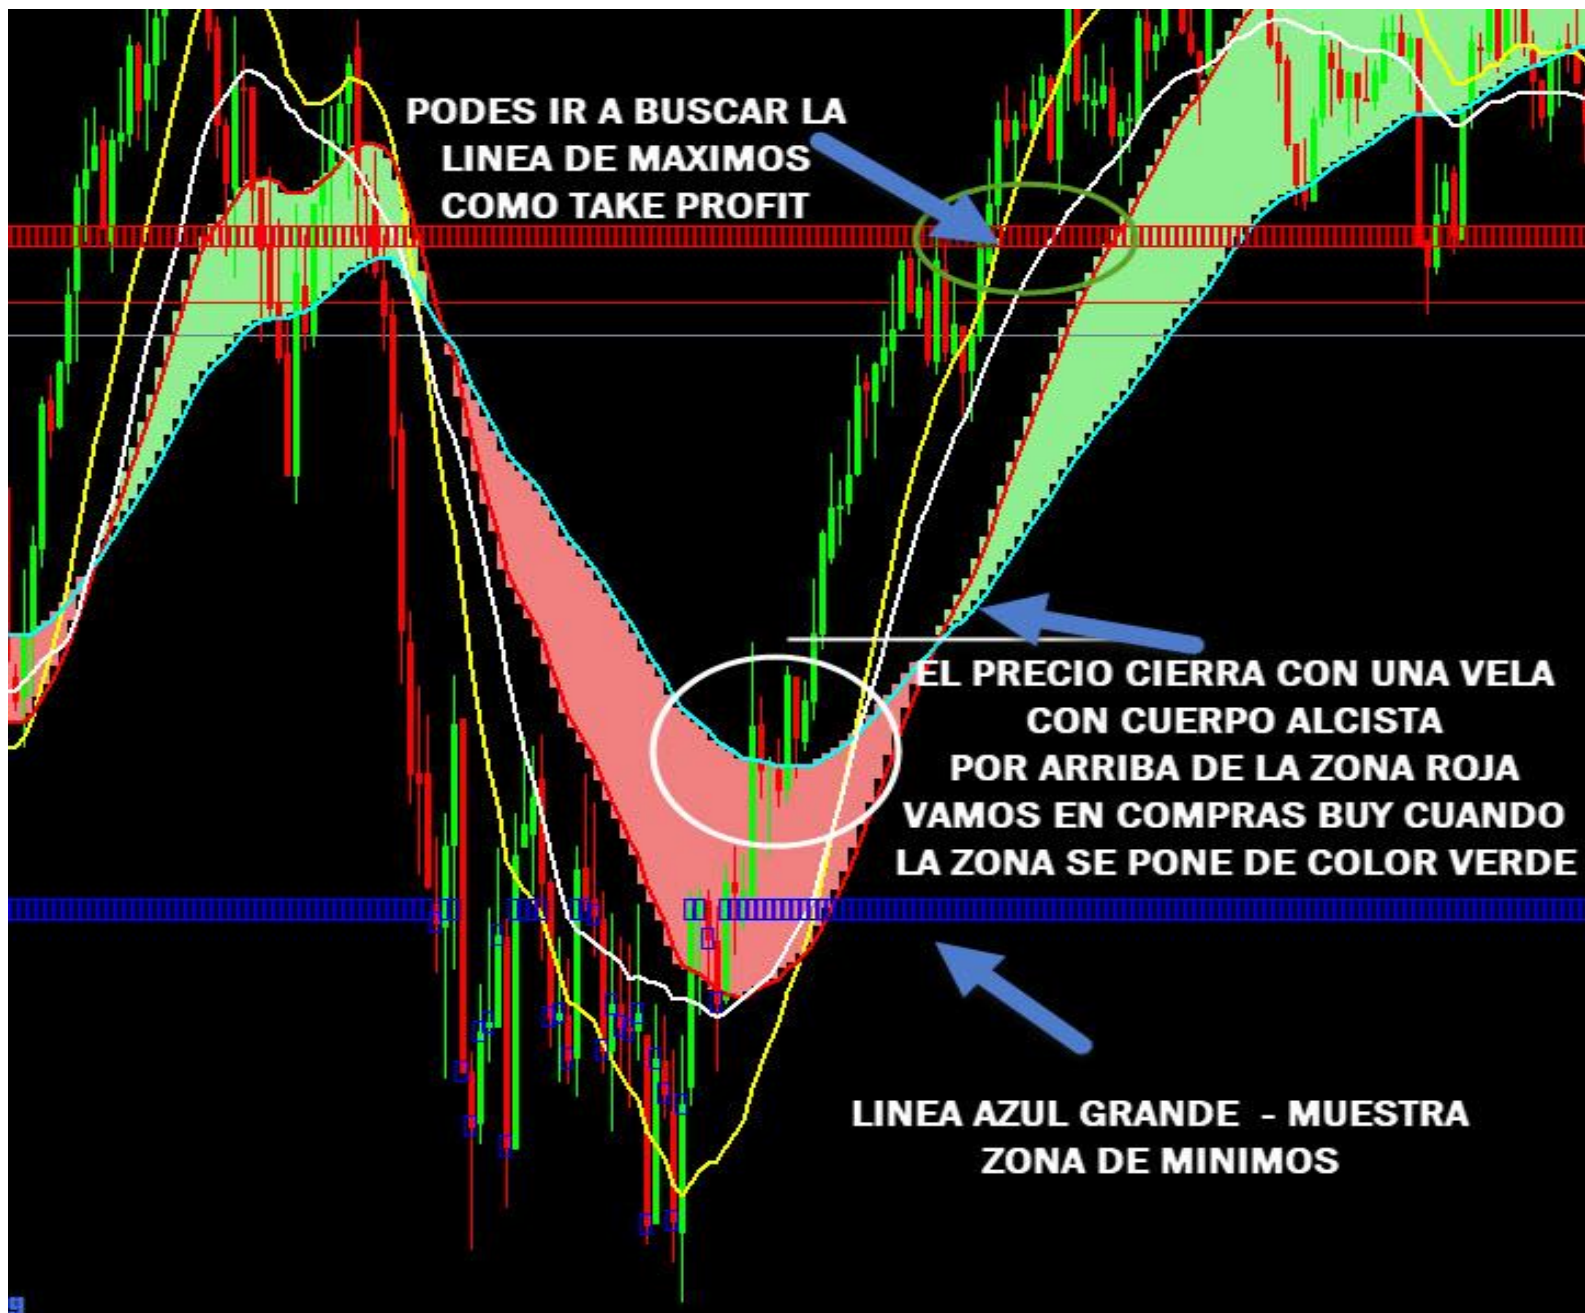 PODES IR A BUSCAR LA
LINEA DE MAXIMOS
COMO TAKE PROFIT
EL PRECIO CIERRA CON UNA VELA
CON CUERPO ALCISTA
POR ARRIBA DE LA ZONA ROJA
VAMOS EN COMPRAS BUY CUANDO
LA ZONA SE PONE DE COLOR VERDE
LINEA AZUL GRANDE - MUESTRA
ZONA DE MINIMOS